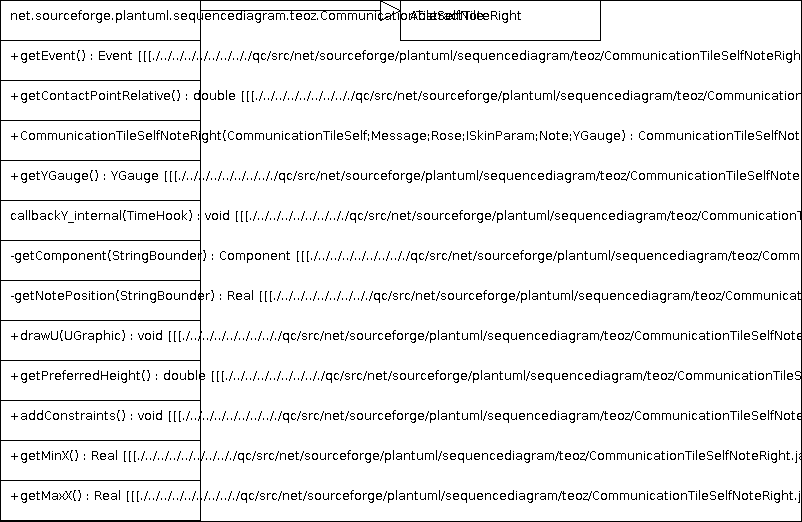 net.sourceforge.plantuml.sequencediagram.teoz.CommunicationTileSelfNoteRight
AbstractTile
+getEvent() : Event [[[./../../../../../../../qc/src/net/sourceforge/plantuml/sequencediagram/teoz/CommunicationTileSelfNoteRigh
+getContactPointRelative() : double [[[./../../../../../../../qc/src/net/sourceforge/plantuml/sequencediagram/teoz/Communication
+CommunicationTileSelfNoteRight(CommunicationTileSelf;Message;Rose;ISkinParam;Note;YGauge) : CommunicationTileSelfNot
+getYGauge() : YGauge [[[./../../../../../../../qc/src/net/sourceforge/plantuml/sequencediagram/teoz/CommunicationTileSelfNote
callbackY_internal(TimeHook) : void [[[./../../../../../../../qc/src/net/sourceforge/plantuml/sequencediagram/teoz/CommunicationT
-getComponent(StringBounder) : Component [[[./../../../../../../../qc/src/net/sourceforge/plantuml/sequencediagram/teoz/Comm
-getNotePosition(StringBounder) : Real [[[./../../../../../../../qc/src/net/sourceforge/plantuml/sequencediagram/teoz/Communicat
+drawU(UGraphic) : void [[[./../../../../../../../qc/src/net/sourceforge/plantuml/sequencediagram/teoz/CommunicationTileSelfNote
+getPreferredHeight() : double [[[./../../../../../../../qc/src/net/sourceforge/plantuml/sequencediagram/teoz/CommunicationTileS
+addConstraints() : void [[[./../../../../../../../qc/src/net/sourceforge/plantuml/sequencediagram/teoz/CommunicationTileSelfNote
+getMinX() : Real [[[./../../../../../../../qc/src/net/sourceforge/plantuml/sequencediagram/teoz/CommunicationTileSelfNoteRight.ja
+getMaxX() : Real [[[./../../../../../../../qc/src/net/sourceforge/plantuml/sequencediagram/teoz/CommunicationTileSelfNoteRight.j